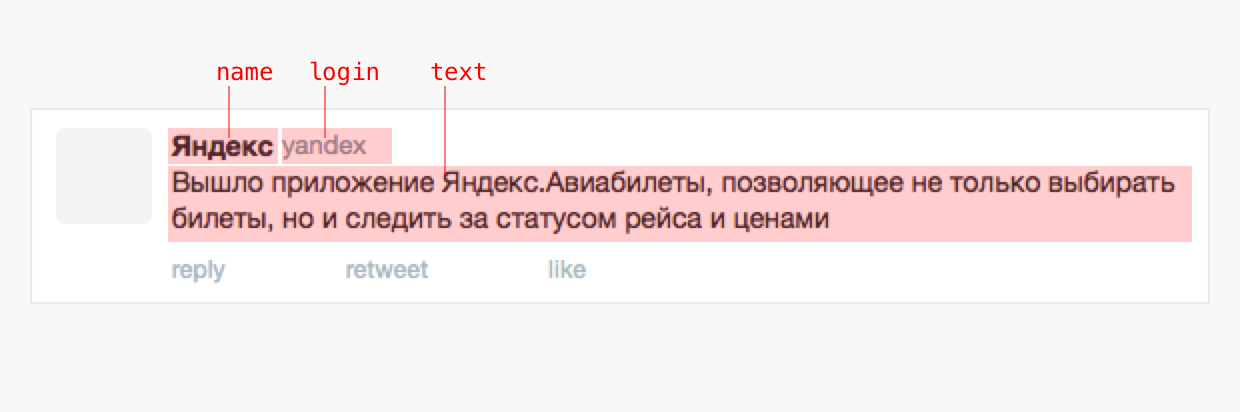 name login text
Яндекс yandex
Вышло приложение Яндекс.Авиабилеты, позволяющее не только выбирать
билеты, но и следить за статусом рейса и ценами
reply retweet like